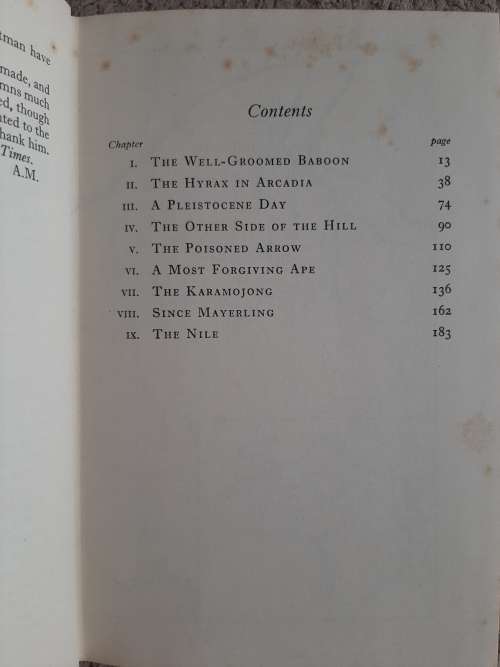 tman have
made, and
mns much
ed, though
nted to the
hank him.
Times.
A.M.
Contents
Chapter page
I. THE WELL-GROOMED BABOON 13
II. THE HYRAX IN ARCADIA 38
III. A PLEISTOCENE DAY 74
IV. THE OTHER SIDE OF THE HILL 90
V. THE POISONED ARROW 110
VI. A MOST FORGIVING APE 125
VII. THE KARAMOJONG 136
VIII. SINCE MAYERLING 162
IX. THE NILE 183